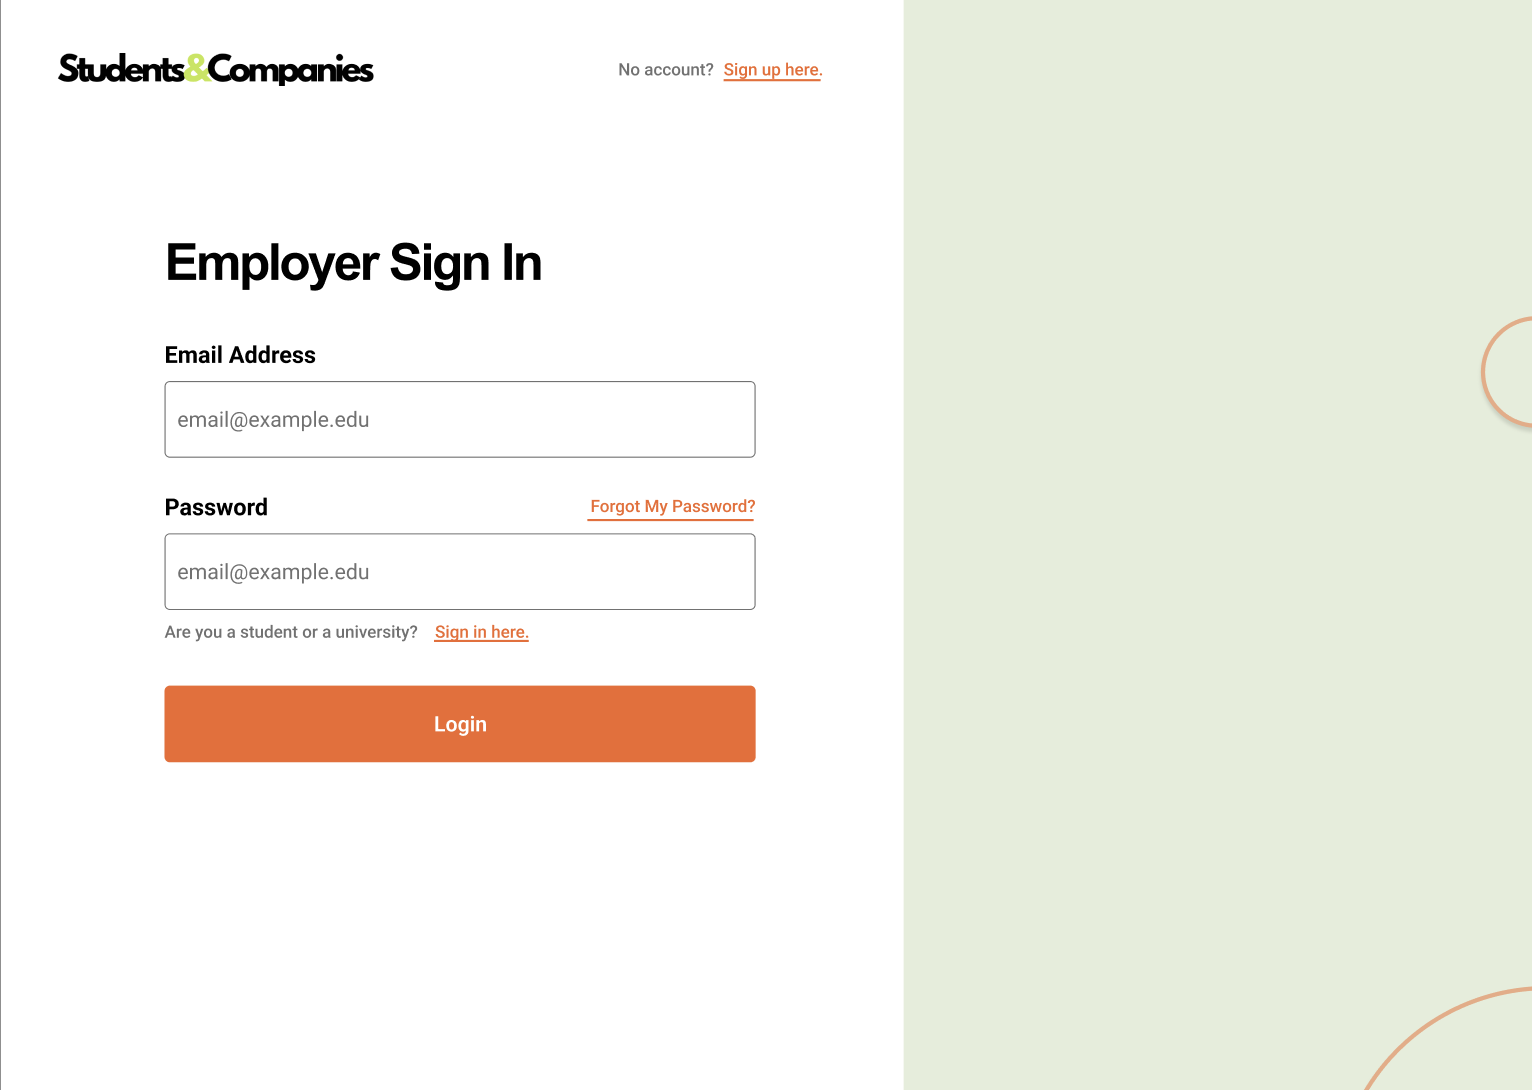 Students&Companies
No account? Sign up here.
Employer Sign In
Email Address
email@example.edu
Password
Forgot My Password?
email@example.edu
Are you a student or a university? Sign in here.
Login